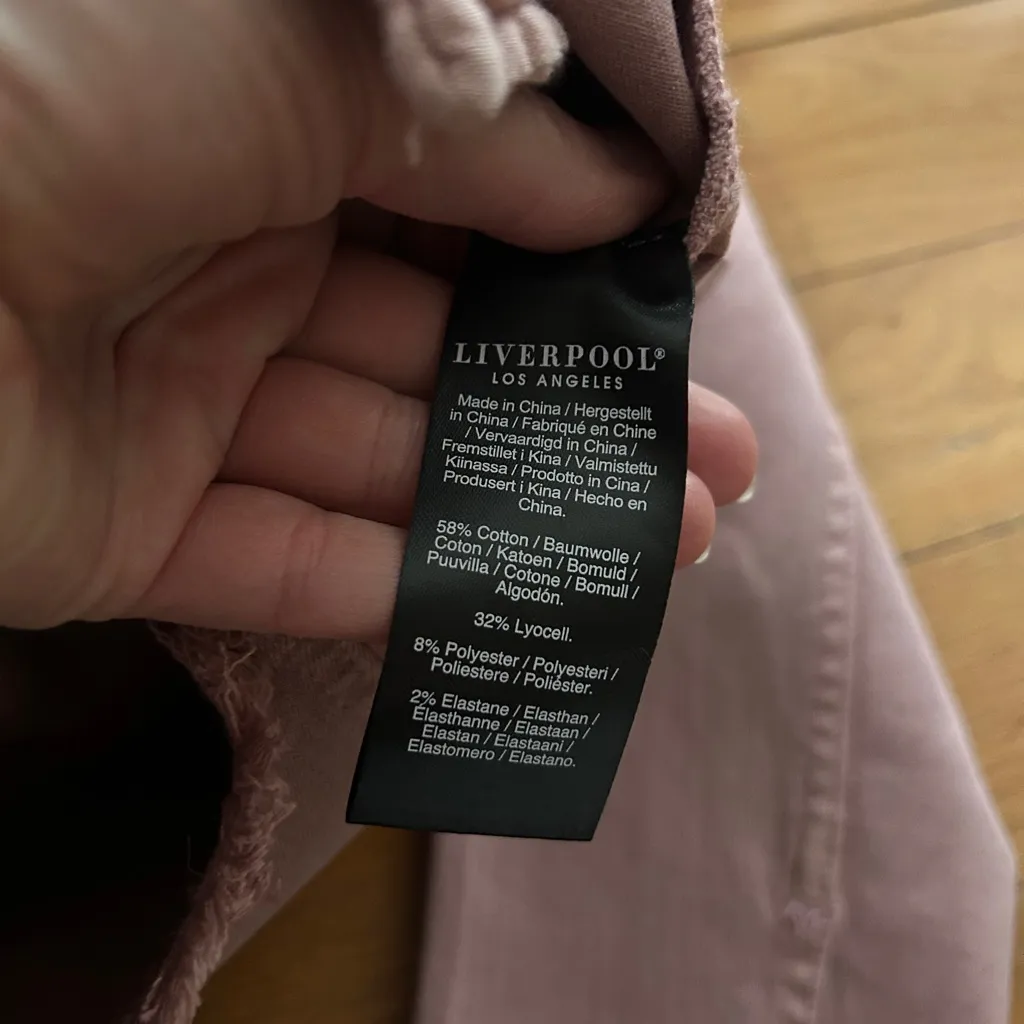 LIVERPOOL®
LOS ANGELES
Made in China / Hergestellt
in China / Fabriqué en Chine
/ Vervaardigd in China /
Fremstillet i Kina / Valmistettu
Kiinassa / Prodotto in Cina /
Produsert i Kina / Hecho en
China.
58% Cotton / Baumwolle /
Coton / Katoen / Bomuld /
Puuvilla / Cotone / Bomull /
Algodón.
32% Lyocell.
8% Polyester / Polyesteri /
Poliestere / Poliéster.
2% Elastane / Elasthan /
Élasthanne / Elastaan /
Elastan / Elastaani /
Elastomero / Elastano.